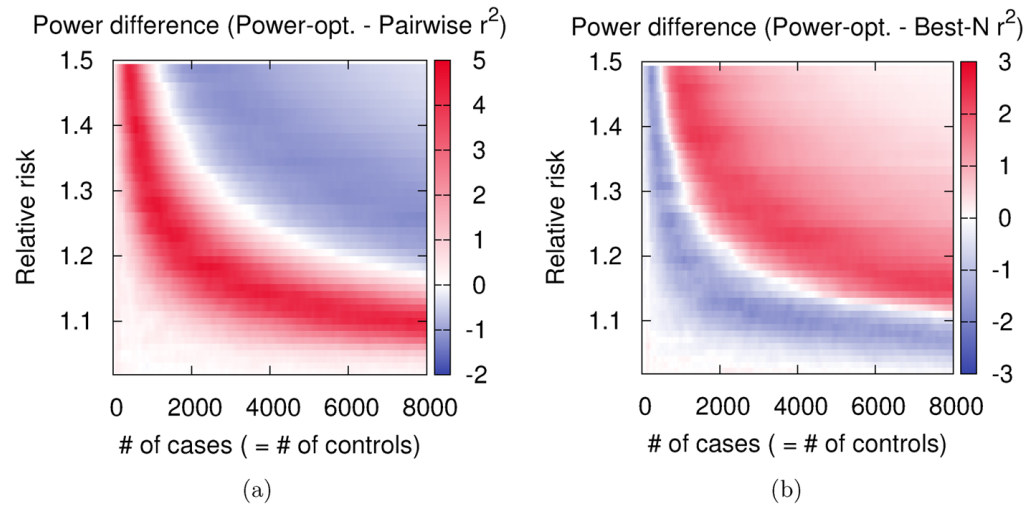 Power difference (Power-opt. - Pairwise r²)
1.5
1.4
1.3
1.2
1.1
Relative risk
0 2000 4000 6000 8000
# of cases ( = # of controls)
5
4
3
2
1
0
-1
-2
(a)
Power difference (Power-opt. - Best-N r²)
1.5
1.4
1.3
1.2
1.1
Relative risk
0 2000 4000 6000 8000
# of cases ( = # of controls)
3
2
1
0
-1
-2
-3
(b)